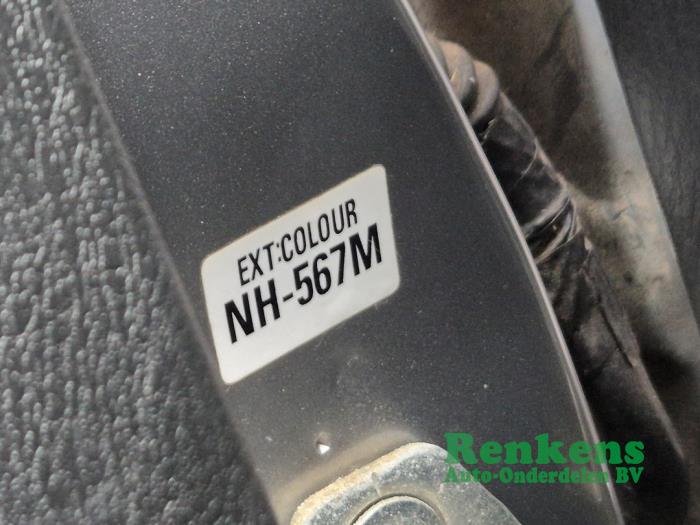 EXT:COLOUR
NH-567M
Renkens
Auto-Onderdelen BV